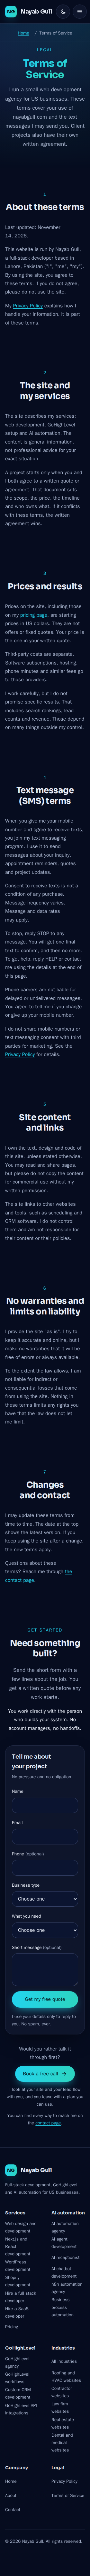 NG Nayab Gull
Home / Terms of Service
LEGAL
Terms of
Service
I am a web development agency
for US businesses. These terms of
use apply to
nayabgull.com and my
intro demo work. Client
projects also have their own
written agreement.
1
About these terms
Last updated: November
14, 2026.
This website is run by Nayab Gull,
a full-stack developer based in
Lahore, Pakistan ("I", "me", "my").
By using the site, you agree to
these terms. If you do not agree,
please do not use the site.
My Privacy Policy explains how I
handle your information. It is part
of these terms.
2
The site and
my services
The site describes my services:
web development, GoHighLevel
setup and AI automation. The
content is general information and
not professional advice for your
exact situation.
A project starts only when we both
agree to a written agreement.
That document sets the scope,
the price, the timeline and who
owns what. If it conflicts with
these terms, the written
agreement wins.
3
Prices and results
Prices on the site, including those
on my pricing page, are starting
points in US dollars. They are not
offers or fixed quotes. Your price is
the one in your written quote.
Third-party costs are separate.
Software subscriptions, hosting,
phone minutes and similar fees go
to those providers.
I work carefully, but I do not
promise specific results. That
includes search rankings, lead
counts and revenue. Those depend
on many things outside my control.
4
Text message
(SMS) terms
When you give me your mobile
number and agree to receive texts,
you join my text messaging
program. I use it to send
messages about your inquiry,
appointment reminders, quotes
and project updates.
Consent to receive texts is not a
condition of any purchase.
Message frequency varies.
Message and data rates
may apply.
To stop, reply STOP to any
message. You will get one last text
to confirm, and no more after that.
To get help, reply HELP or contact
me using the details at the end of
this page.
Phone carriers are not liable for
delayed or undelivered messages.
You agree to give a number you
own or are allowed to use.
I do not share mobile numbers or
text messaging consent with third
parties for marketing. See the
Privacy Policy for details.
5
Site content
and links
I own the text, design and code of
this site, unless stated otherwise.
Please do not copy it for
commercial use without my
written permission.
The site links to other websites
and tools, such as scheduling and
CRM software. I do not control
them and am not responsible for
their content or their policies.
6
No warranties and
limits on liability
I provide the site "as is". I try to
keep it accurate and online, but I
make no warranties that it will be
free of errors or always available.
To the extent the law allows, I am
not liable for indirect or
consequential losses that come
from using the site. Nothing in
these terms limits any rights you
have that the law does not let
me limit.
7
Changes
and contact
I may update these terms from
time to time. The date at the top
shows the latest version. If you
keep using the site after a change,
the new terms apply.
Questions about these
terms? Reach me through the
contact page.
GET STARTED
Need something
built?
Send the short form with a
few lines about the job. You
get a written quote before any
work starts.
You work directly with the person
who builds your system. No
account managers, no handoffs.
Tell me about
your project
No pressure and no obligation.
Name
Email
Phone (optional)
Business type
Choose one
What you need
Choose one
Short message (optional)
Get my free quote
I use your details only to reply to
you. No spam, ever.
Would you rather talk it
through first?
Book a free call →
I look at your site and your lead flow
with you, and you leave with a plan you
can use.
You can find every way to reach me on
the contact page.
NG Nayab Gull
Full-stack development, GoHighLevel
and AI automation for US businesses.
Services
Web design and
development
Next.js and
React
development
WordPress
development
Shopify
development
Hire a full stack
developer
Hire a SaaS
developer
Pricing
AI automation
AI automation
agency
AI agent
development
AI receptionist
AI chatbot
development
n8n automation
agency
Business
process
automation
GoHighLevel
GoHighLevel
agency
GoHighLevel
workflows
Custom CRM
development
GoHighLevel API
integrations
Industries
All industries
Roofing and
HVAC websites
Contractor
websites
Law firm
websites
Real estate
websites
Dental and
medical
websites
Company
Home
About
Contact
Legal
Privacy Policy
Terms of Service
© 2026 Nayab Gull. All rights reserved.